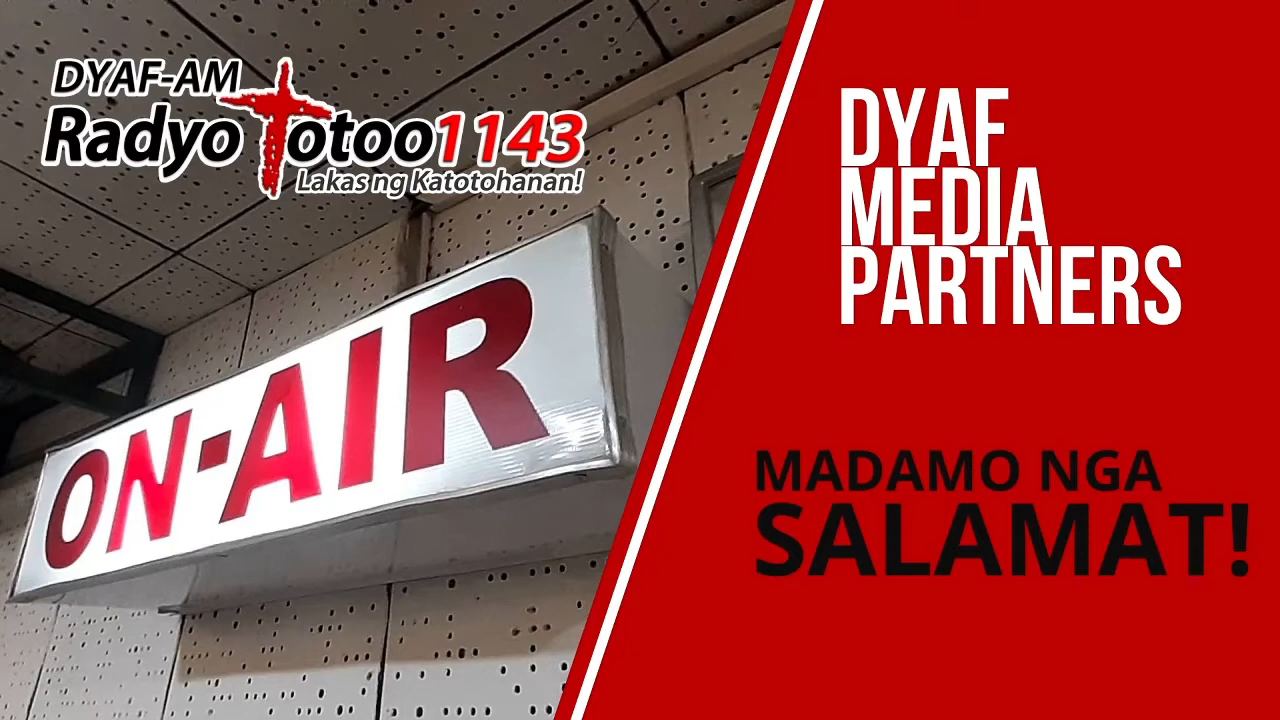 DYAF-AM
Radyo Totoo 1143
Lakas ng Katotohanan!
ON-AIR
DYAF
MEDIA
PARTNERS
MADAMO NGA
SALAMAT!